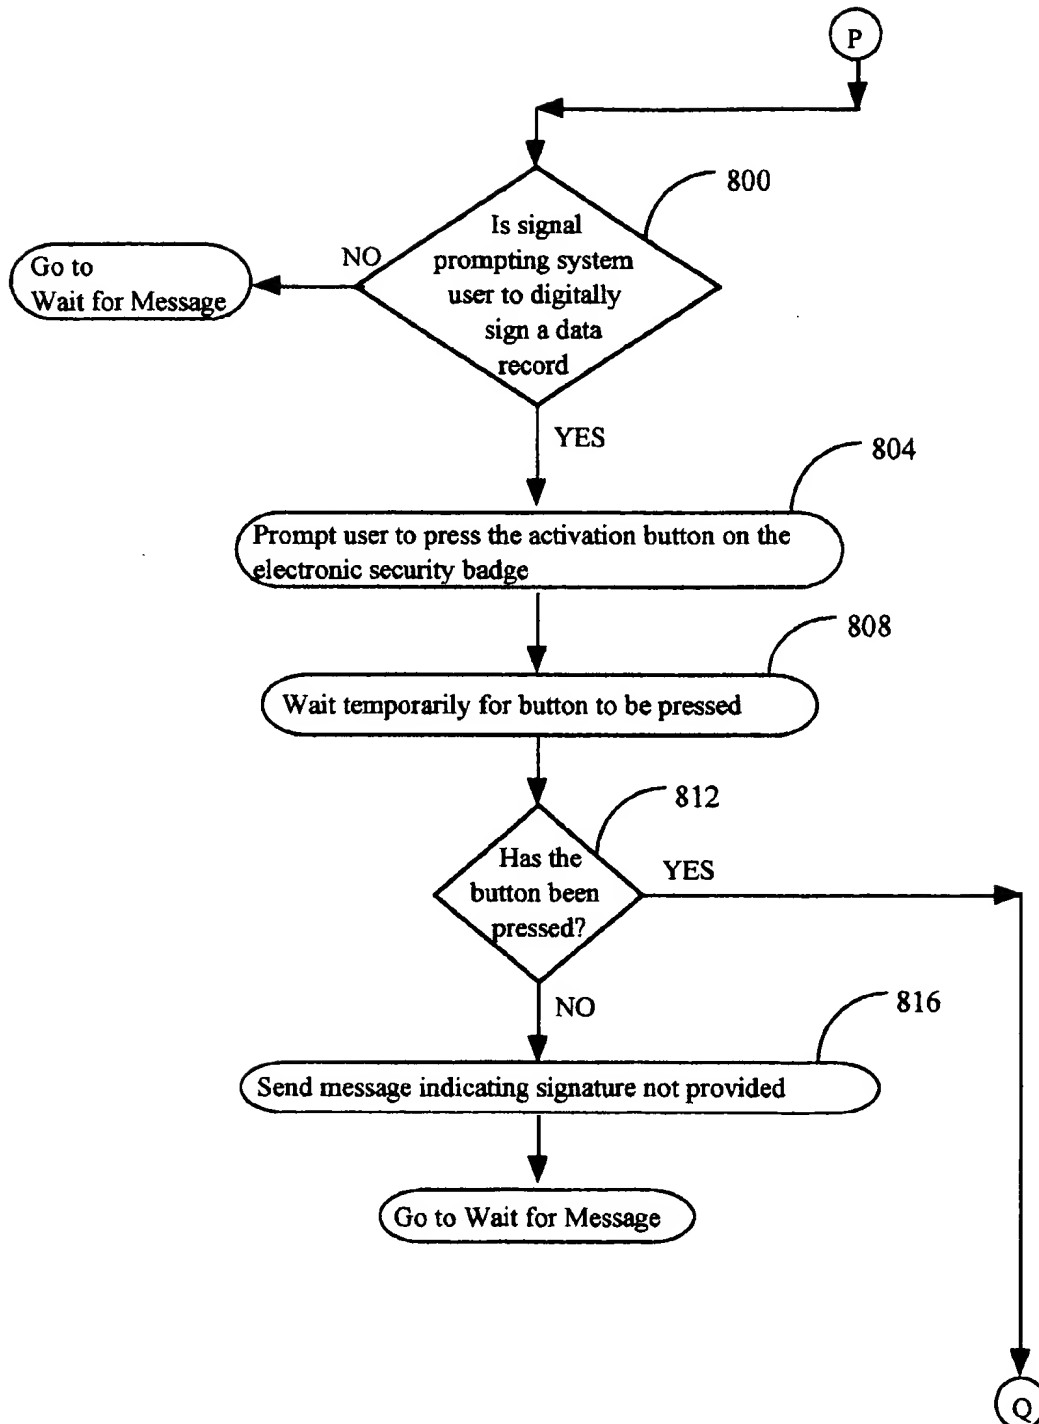 P
800
Is signal
prompting system
user to digitally
sign a data
record
NO
Go to
Wait for Message
YES
804
Prompt user to press the activation button on the
electronic security badge
808
Wait temporarily for button to be pressed
812
Has the
button been
pressed?
YES
NO
816
Send message indicating signature not provided
Go to Wait for Message
Q